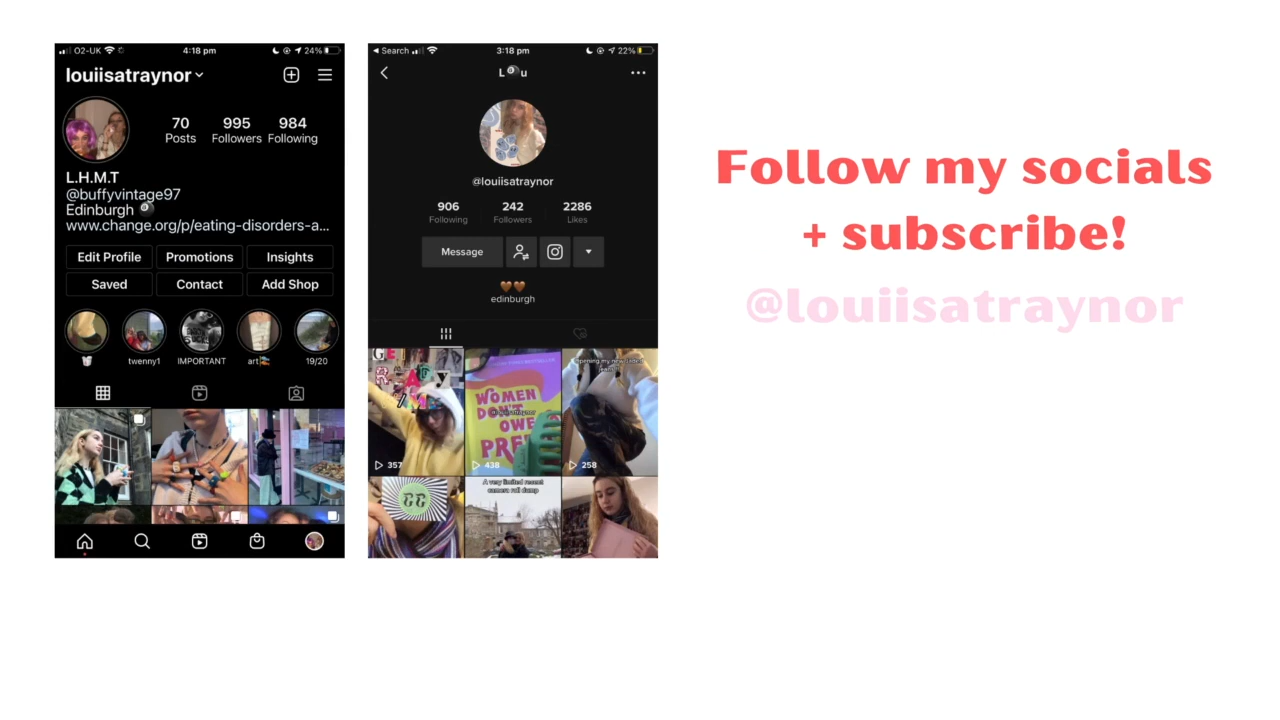 O2-UK
4:18 pm
24%
louiisatraynor
70
995
984
Posts
Followers
Following
L.H.M.T
@buffyvintage97
Edinburgh
www.change.org/p/eating-disorders-a...
Edit Profile
Promotions
Insights
Saved
Contact
Add Shop
twenny1
IMPORTANT
art
19/20
Search
3:18 pm
22%
L u
@louiisatraynor
906
242
2286
Following
Followers
Likes
Message
edinburgh
WOMEN
DON'T
OWE
@louiisatraynor
357
438
258
A very limited recent
camera roll dump
Follow my socials
+ subscribe!
@louiisatraynor